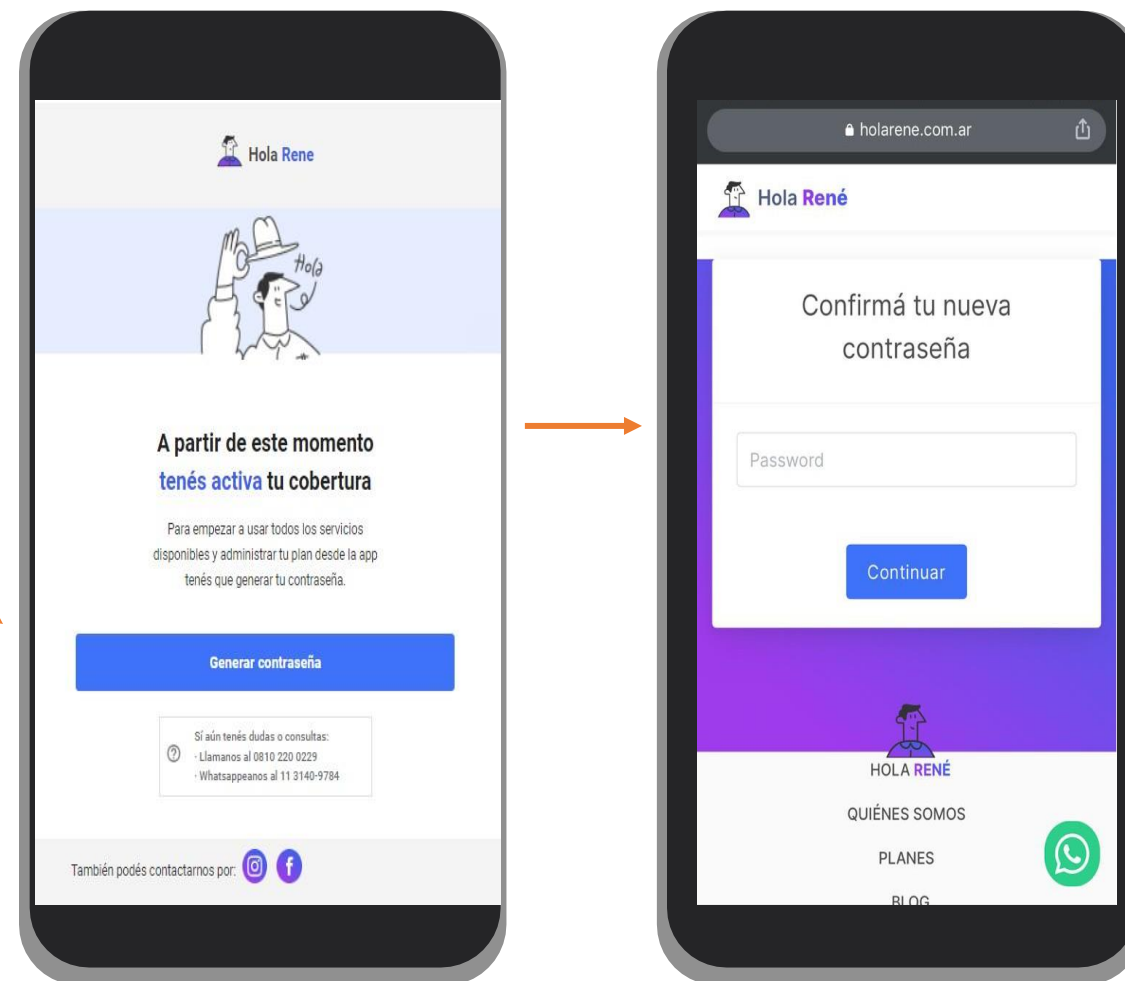 Hola Rene
Hola
A partir de este momento
tenés activa tu cobertura
Para empezar a usar todos los servicios
disponibles y administrar tu plan desde la app
tenés que generar tu contraseña.
Generar contraseña
Sí aún tenés dudas o consultas:
· Llamanos al 0810 220 0229
· Whatsappeanos al 11 3140-9784
También podés contactarnos por:
holarene.com.ar
Hola René
Confirmá tu nueva
contraseña
Password
Continuar
HOLA RENÉ
QUIÉNES SOMOS
PLANES
BLOG